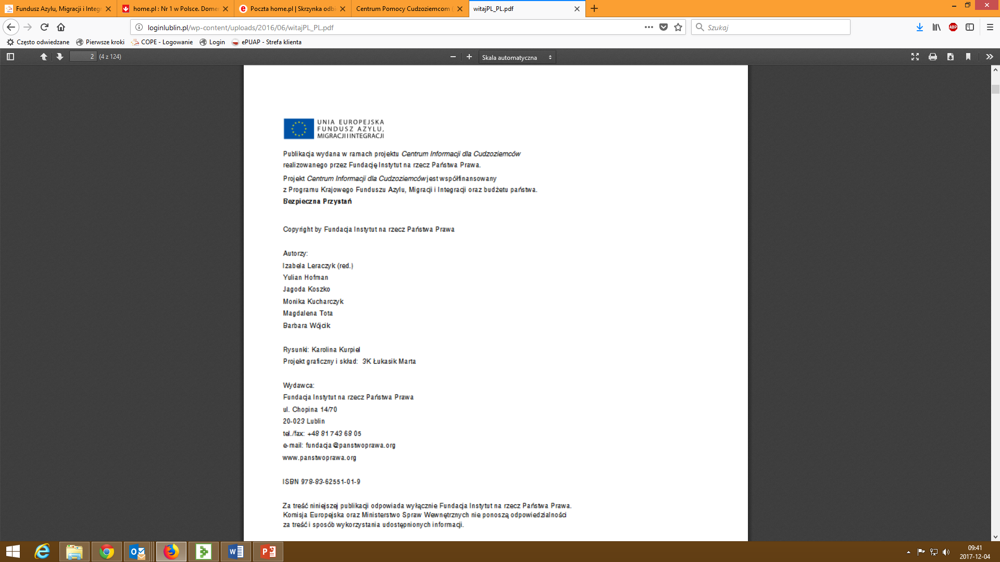 Fundusz Azylu, Migracji i Integr
home.pl : Nr 1 w Polsce. Dome
Poczta home.pl | Skrzynka odb
Centrum Pomocy Cudzoziemcom
witajPL_PL.pdf
loginlublin.pl/wp-content/uploads/2016/06/witajPL_PL.pdf
Szukaj
ABP
Często odwiedzane
Pierwsze kroki
COPE - Logowanie
Login
ePUAP - Strefa klienta
2 (4 z 124)
Skala automatyczna
UNIA EUROPEJSKA
FUNDUSZ AZYLU,
MIGRACJI I INTEGRACJI
Publikacja wydana w ramach projektu Centrum Informacji dla Cudzoziemców
realizowanego przez Fundację Instytut na rzecz Państwa Prawa.
Projekt Centrum Informacji dla Cudzoziemców jest współfinansowany
z Programu Krajowego Funduszu Azylu, Migracji i Integracji oraz budżetu państwa.
Bezpieczna Przystań
Copyright by Fundacja Instytut na rzecz Państwa Prawa
Autorzy:
Izabela Leraczyk (red.)
Yulian Hofman
Jagoda Koszko
Monika Kucharczyk
Magdalena Tota
Barbara Wójcik
Rysunki: Karolina Kurpiel
Projekt graficzny i skład: 3K Łukasik Marta
Wydawca:
Fundacja Instytut na rzecz Państwa Prawa
ul. Chopina 14/70
20-023 Lublin
tel./fax: +48 81 743 68 05
e-mail: fundacja@panstwoprawa.org
www.panstwoprawa.org
ISBN 978-83-62551-01-9
Za treść niniejszej publikacji odpowiada wyłącznie Fundacja Instytut na rzecz Państwa Prawa.
Komisja Europejska oraz Ministerstwo Spraw Wewnętrznych nie ponoszą odpowiedzialności
za treść i sposób wykorzystania udostępnionych informacji.
09:41
2017-12-04